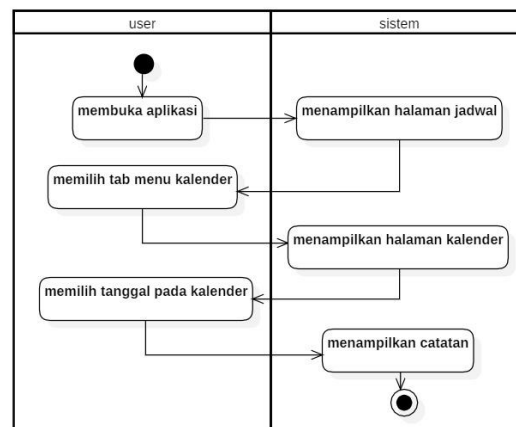 user
sistem
membuka aplikasi
menampilkan halaman jadwal
memilih tab menu kalender
menampilkan halaman kalender
memilih tanggal pada kalender
menampilkan catatan